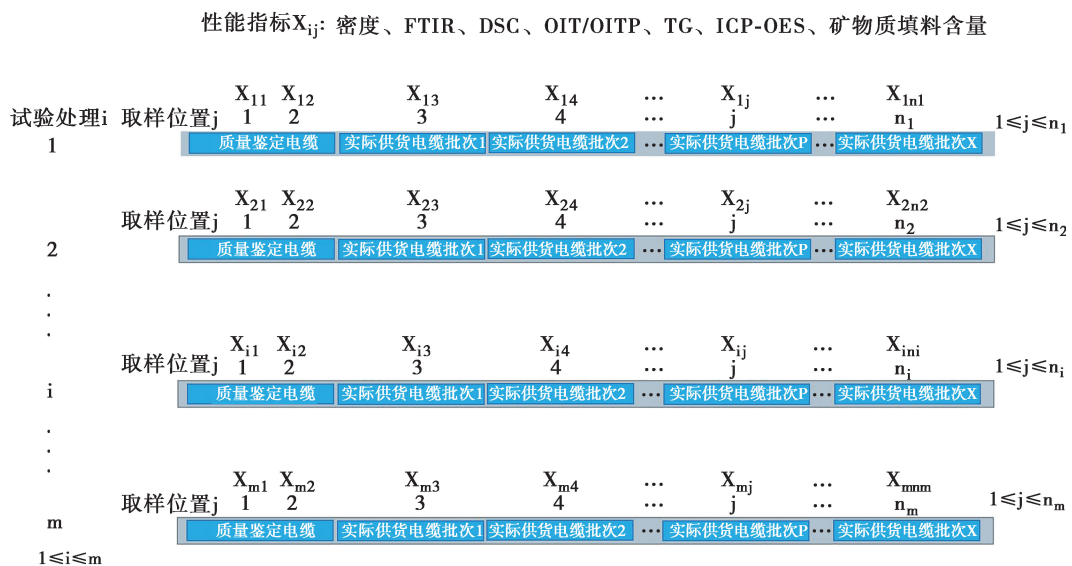 性能指标Xij: 密度、FTIR、DSC、OIT/OITP、TG、ICP-OES、矿物质填料含量
X11 X12 X13 X14 … X1j … X1n1
试验处理i 取样位置j 1 2 3 4 … j … n1 1≤j≤n1
1 质量鉴定电缆 实际供货电缆批次1 实际供货电缆批次2 … 实际供货电缆批次P … 实际供货电缆批次X
X21 X22 X23 X24 … X2j … X2n2
取样位置j 1 2 3 4 … j … n2 1≤j≤n2
2 质量鉴定电缆 实际供货电缆批次1 实际供货电缆批次2 … 实际供货电缆批次P … 实际供货电缆批次X
.
.
.
Xi1 Xi2 Xi3 Xi4 … Xij … Xini
取样位置j 1 2 3 4 … j … ni 1≤j≤ni
i 质量鉴定电缆 实际供货电缆批次1 实际供货电缆批次2 … 实际供货电缆批次P … 实际供货电缆批次X
.
.
.
Xm1 Xm2 Xm3 Xm4 … Xmj … Xmnm
取样位置j 1 2 3 4 … j … nm 1≤j≤nm
m 质量鉴定电缆 实际供货电缆批次1 实际供货电缆批次2 … 实际供货电缆批次P … 实际供货电缆批次X
1≤i≤m